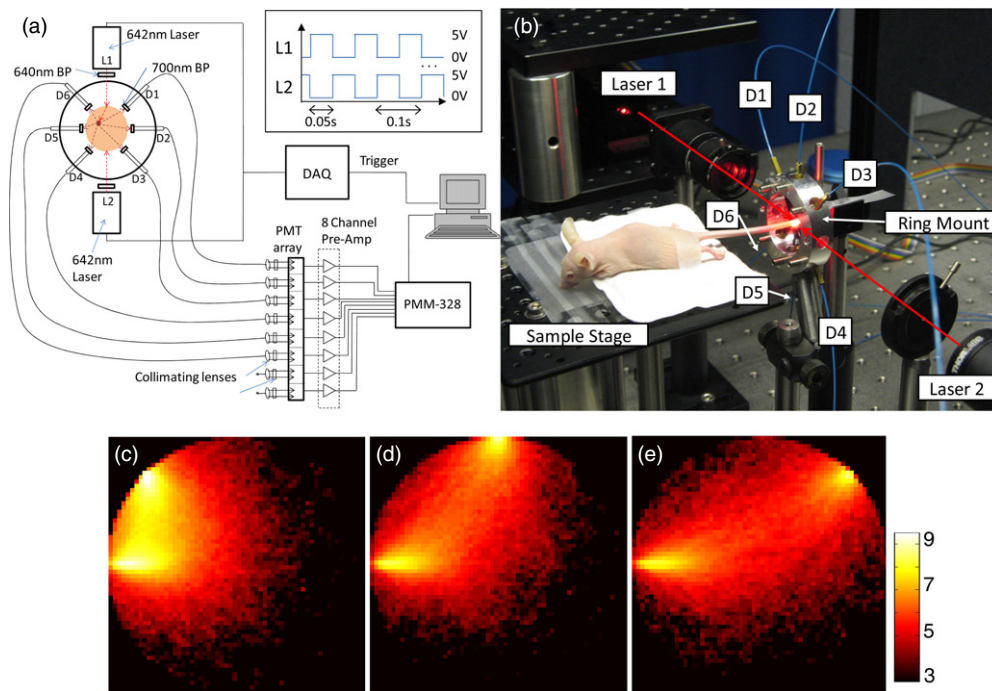 (a)
642nm Laser
L1
640nm BP
700nm BP
D6
D1
D5
D2
D4
D3
L2
642nm
Laser
L1
5V
0V
...
L2
5V
0V
0.05s
0.1s
DAQ
Trigger
PMT
array
8 Channel
Pre-Amp
PMM-328
Collimating lenses
(b)
Laser 1
D1
D2
D3
D6
Ring Mount
D5
Sample Stage
D4
Laser 2
(c)
(d)
(e)
9
7
5
3